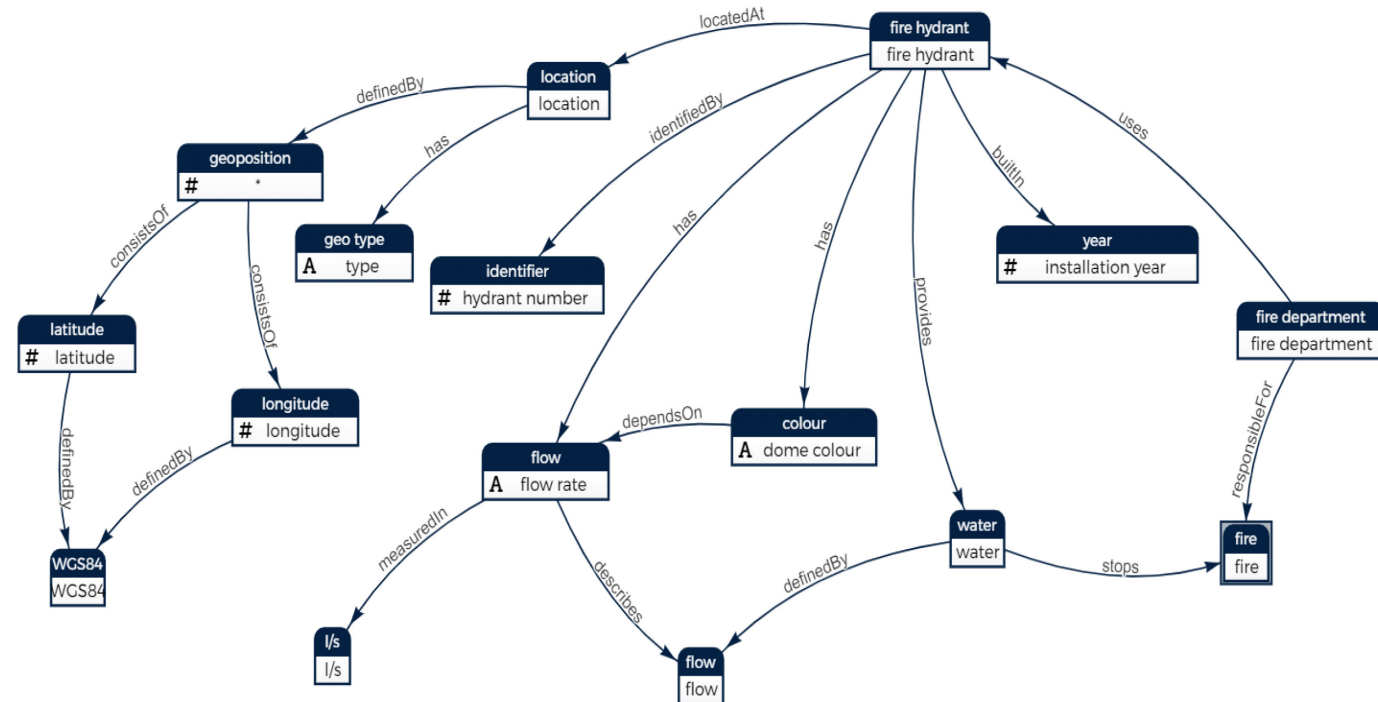 locatedAt
fire hydrant
fire hydrant
location
location
definedBy
has
identifiedBy
uses
geoposition
# *
builtIn
consistsOf
consistsOf
geo type
A type
has
has
year
# installation year
identifier
# hydrant number
provides
latitude
# latitude
fire department
fire department
longitude
# longitude
dependsOn
colour
A dome colour
responsibleFor
definedBy
definedBy
flow
A flow rate
measuredIn
describes
definedBy
water
water
stops
fire
fire
WGS84
WGS84
l/s
l/s
flow
flow